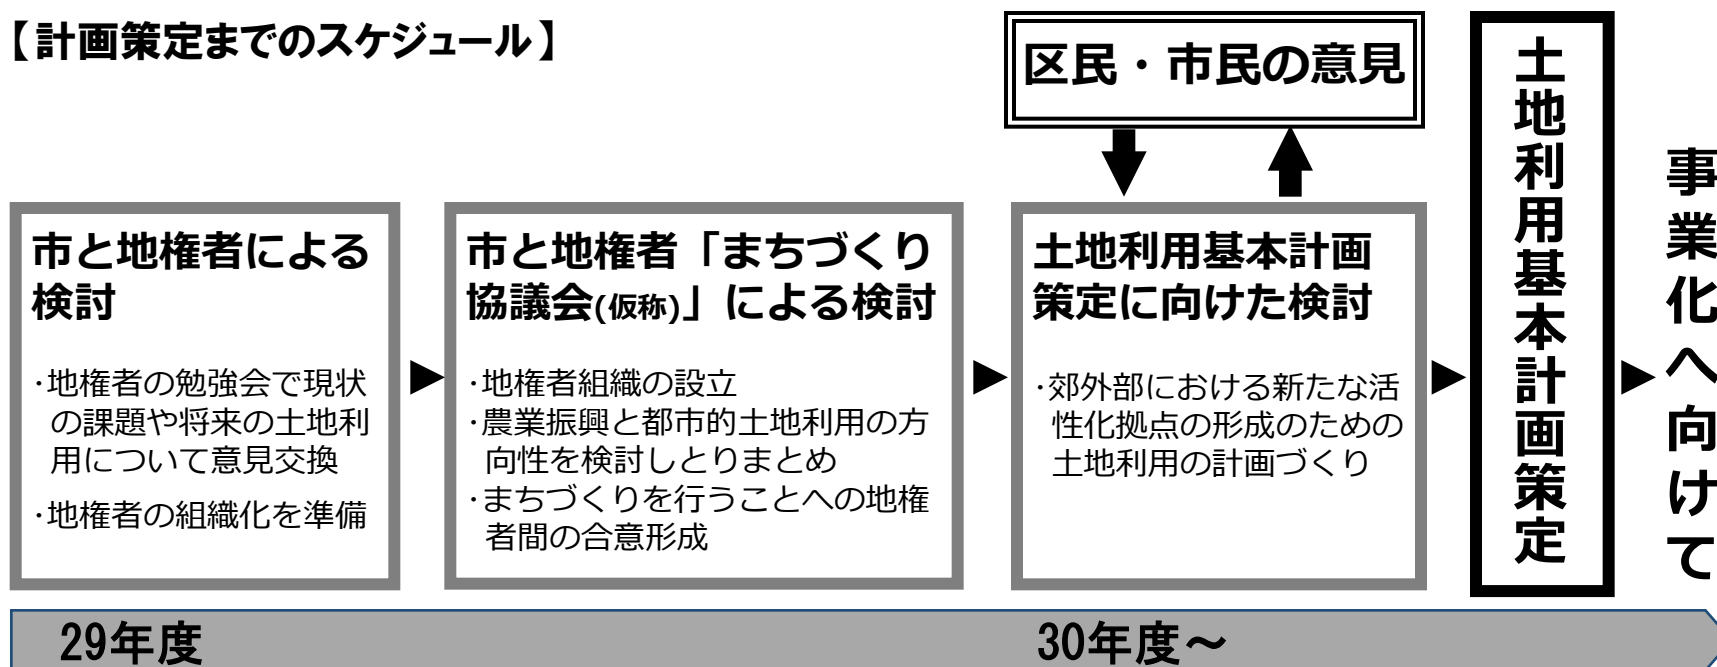 【計画策定までのスケジュール】
区民・市民の意見
市と地権者による
検討
・地権者の勉強会で現状
の課題や将来の土地利
用について意見交換
・地権者の組織化を準備
市と地権者「まちづくり
協議会(仮称)」による検討
・地権者組織の設立
・農業振興と都市的土地利用の方
向性を検討しとりまとめ
・まちづくりを行うことへの地権
者間の合意形成
土地利用基本計画
策定に向けた検討
・郊外部における新たな活
性化拠点の形成のための
土地利用の計画づくり
土地利用基本計画策定
事業化へ向けて
29年度
30年度～